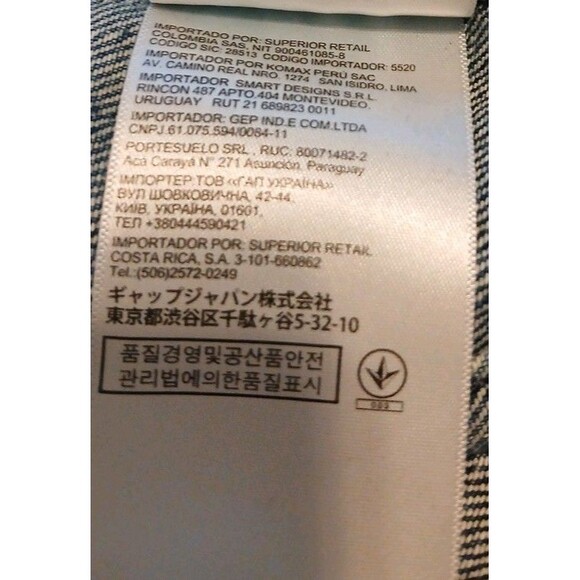 IMPORTADO POR: SUPERIOR RETAIL
COLOMBIA SAS, NIT 900461085-8
CODIGO SIC: 28513 CODIGO IMPORTADOR: 5520
IMPORTADOR POR KOMAX PERÚ SAC
AV. CAMINO REAL NRO. 1274 SAN ISIDRO, LIMA
IMPORTADOR SMART DESIGNS S.R.L.
RINCON 487 APTO.404 MONTEVIDEO.
URUGUAY RUT 21 689823 0011
IMPORTADOR: GEP IND.E COM.LTDA
CNPJ.61.075.594/0084-11
PORTESUELO SRL , RUC: 80071482-2
Acá Carayá N° 271 Asunción, Paraguay
ІМПОРТЕР:ТОВ «ГАП УКРАЇНА»
ВУЛ ШОВКОВИЧНА, 42-44,
КИЇВ, УКРАЇНА, 01601,
ТЕЛ +380444590421
IMPORTADOR POR: SUPERIOR RETAIL
COSTA RICA, S.A. 3-101-660862
Tel.:(506)2572-0249
ギャップジャパン株式会社
東京都渋谷区千駄ヶ谷5-32-10
품질경영및공산품안전
관리법에의한품질표시
003